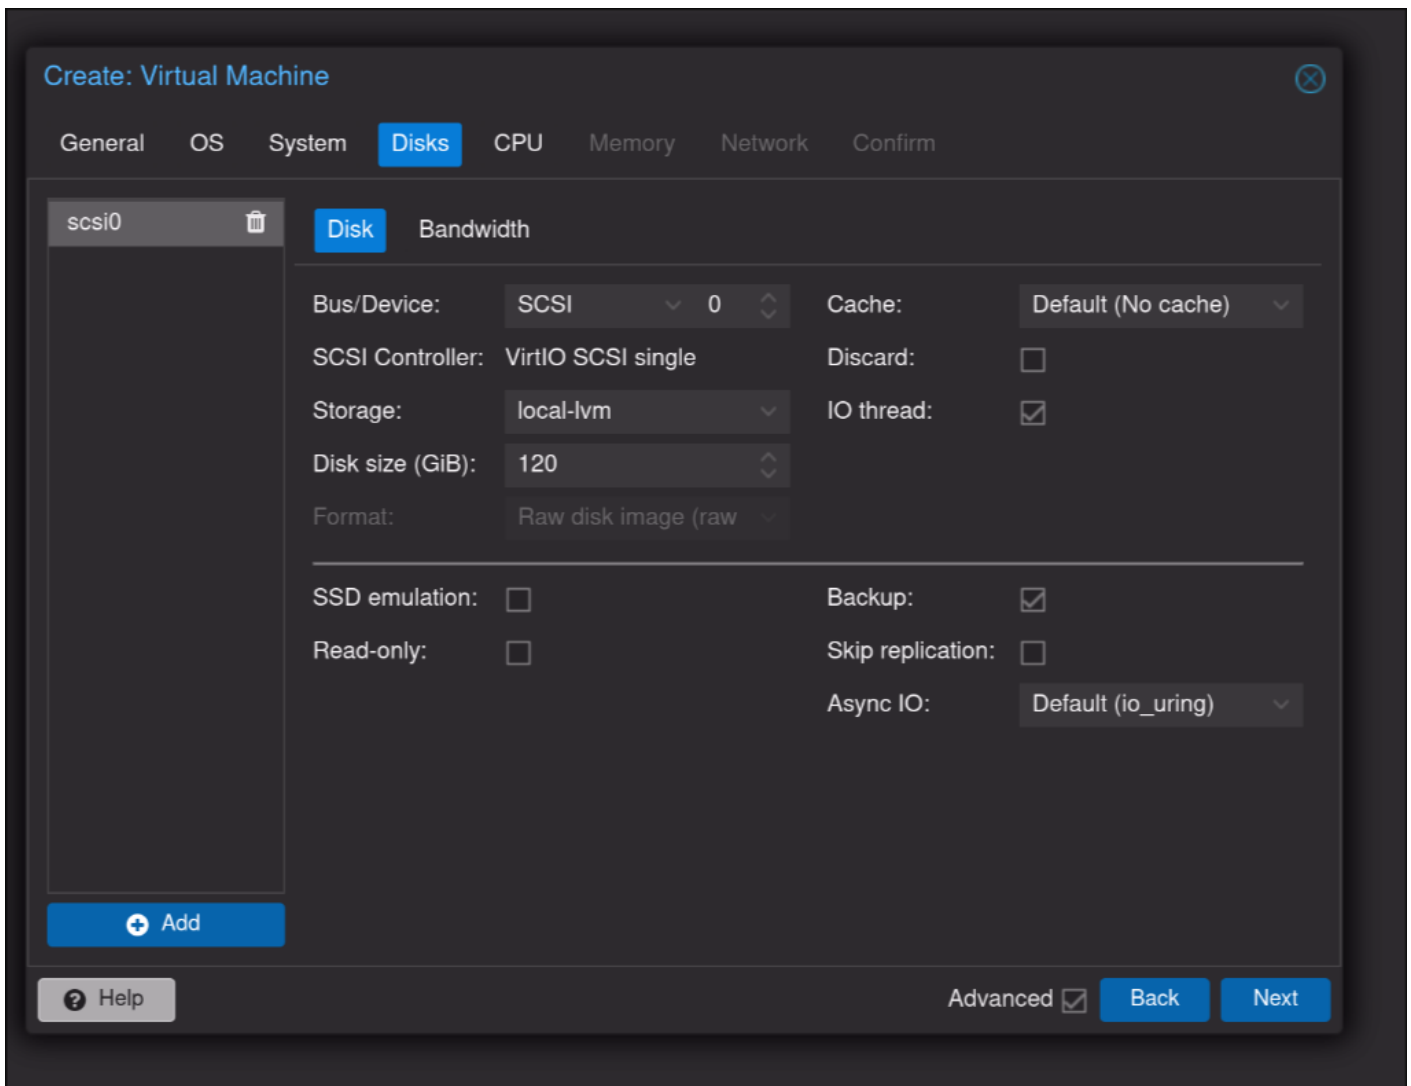 Create: Virtual Machine
General OS System Disks CPU Memory Network Confirm
scsi0
Disk Bandwidth
Bus/Device: SCSI 0 Cache: Default (No cache)
SCSI Controller: VirtIO SCSI single Discard:
Storage: local-lvm IO thread:
Disk size (GiB): 120
Format: Raw disk image (raw
SSD emulation: Backup:
Read-only: Skip replication:
Async IO: Default (io_uring)
Add
Help Advanced Back Next